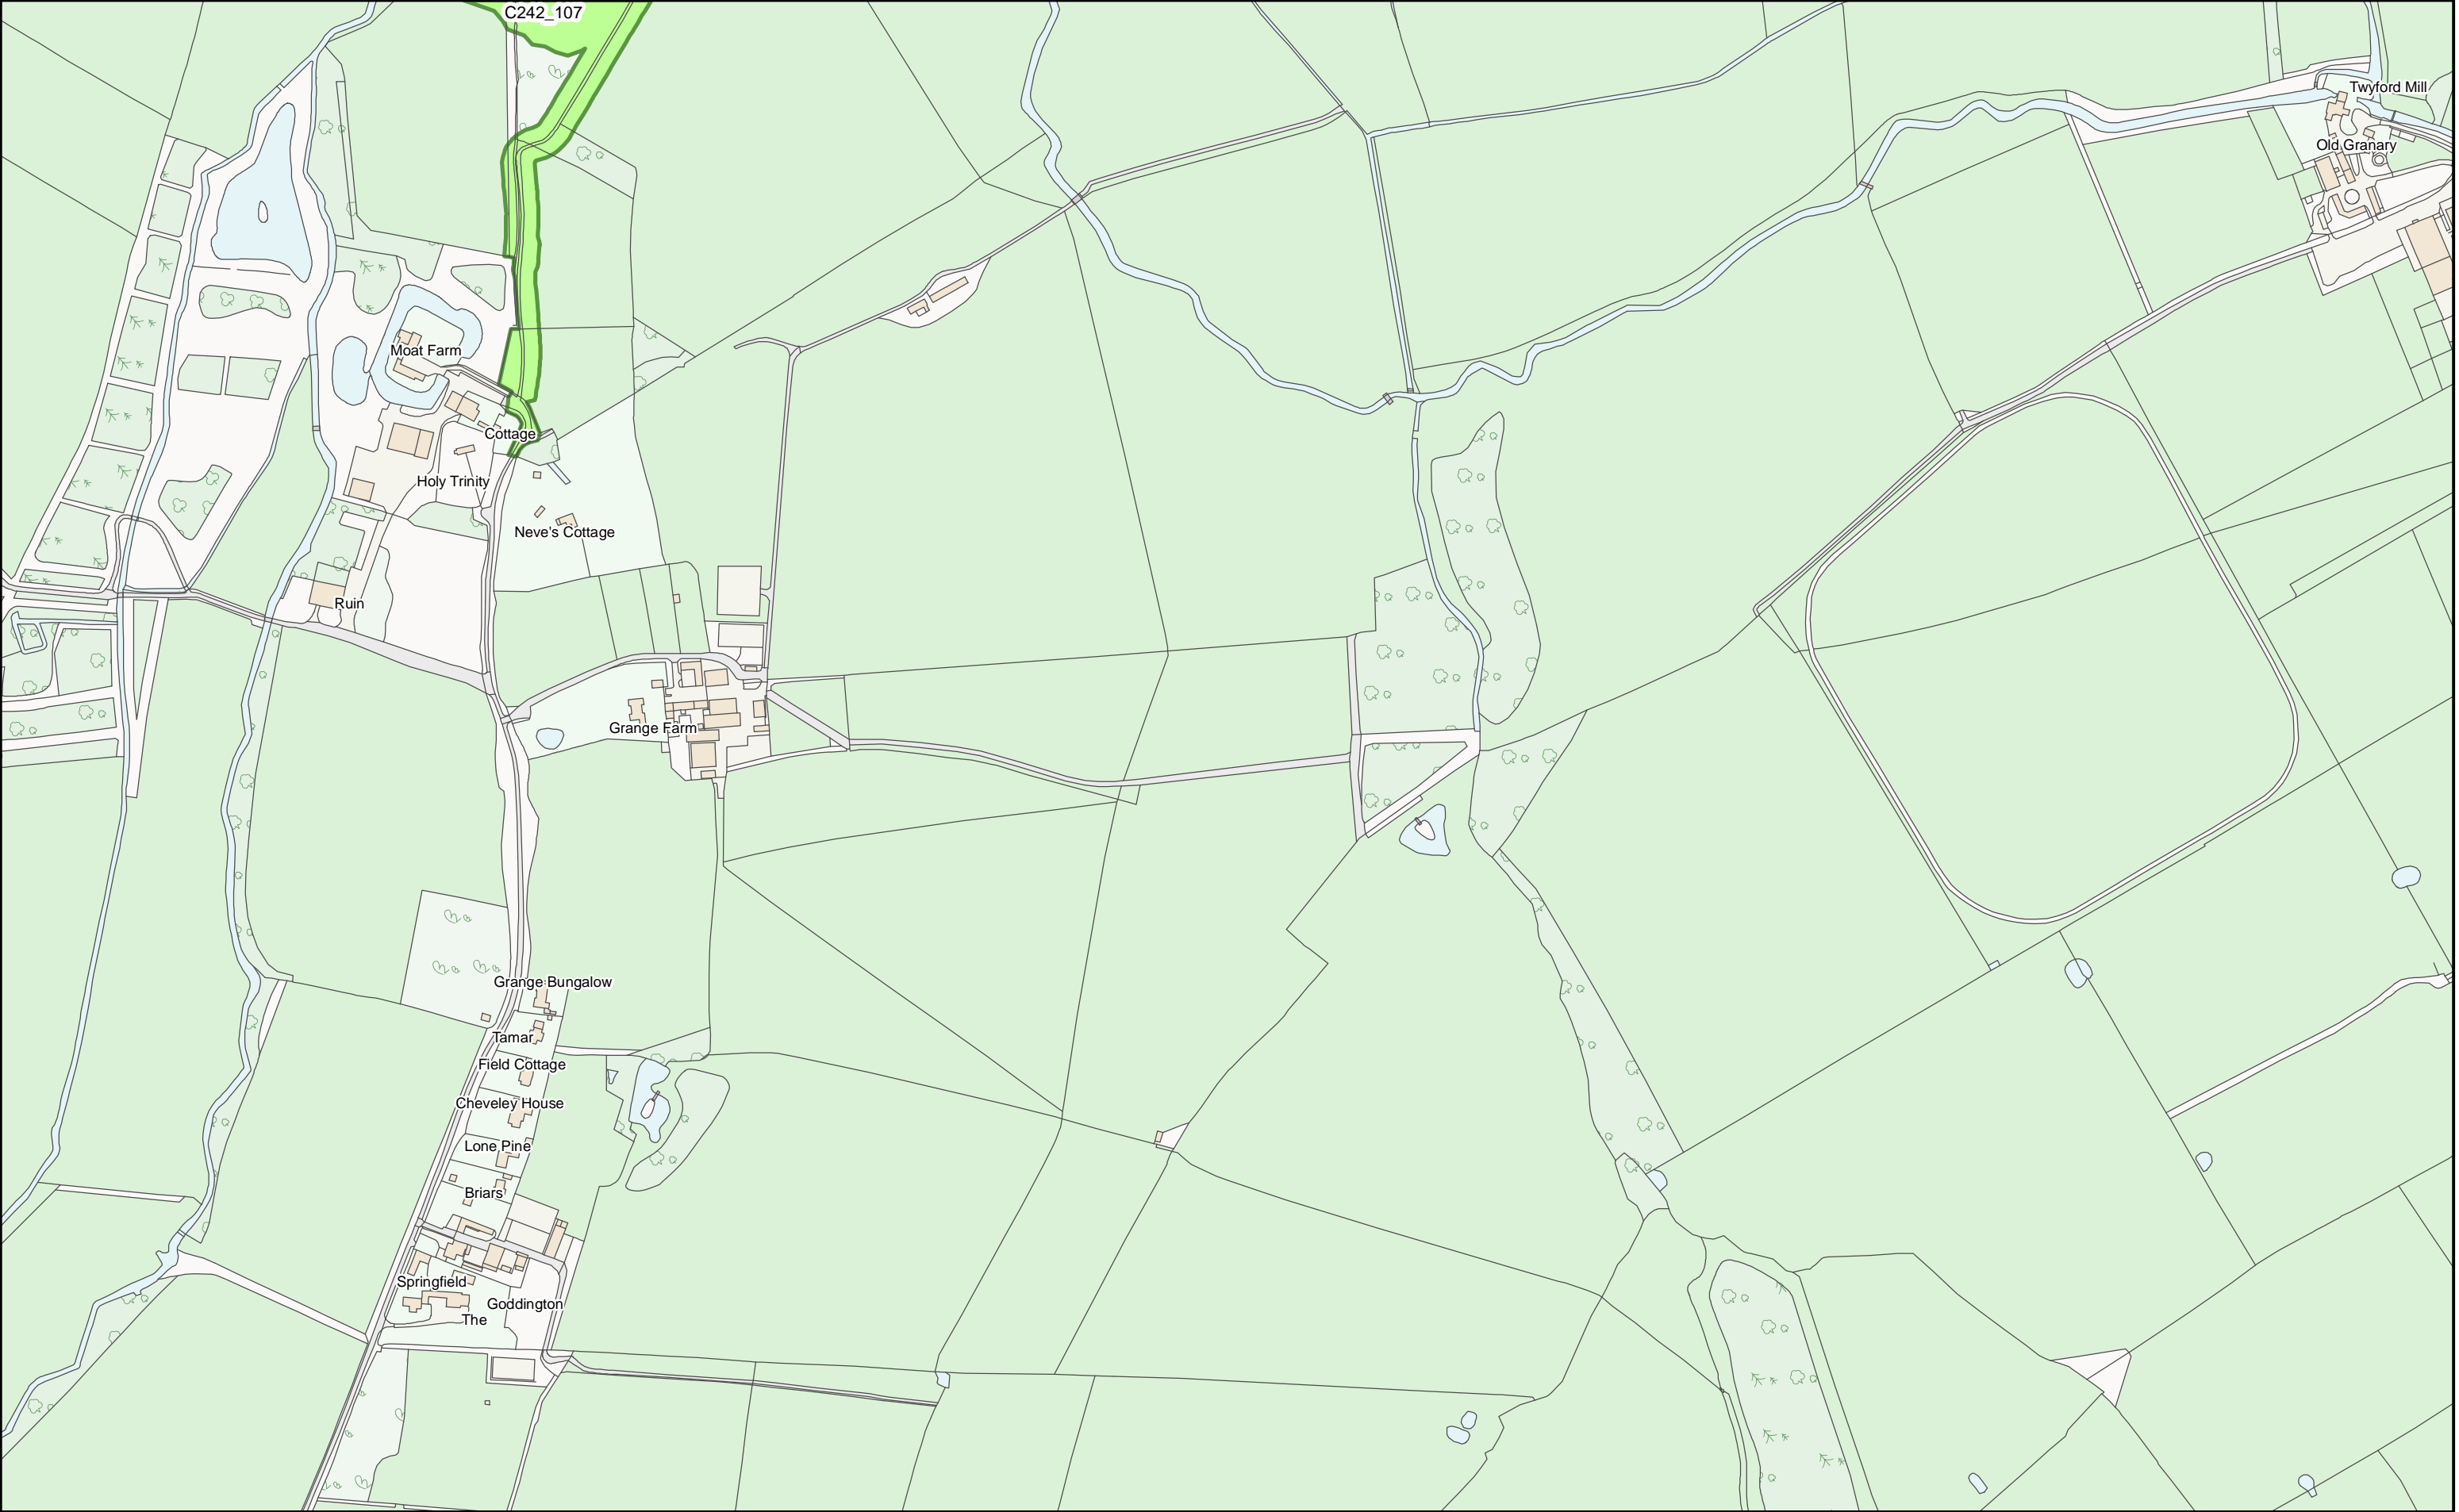 C242_107
Twyford Mill
Old Granary
Moat Farm
Cottage
Holy Trinity
Neve's Cottage
Ruin
Grange Farm
Grange Bungalow
Tamar
Field Cottage
Cheveley House
Lone Pine
Briars
Springfield
Goddington
The